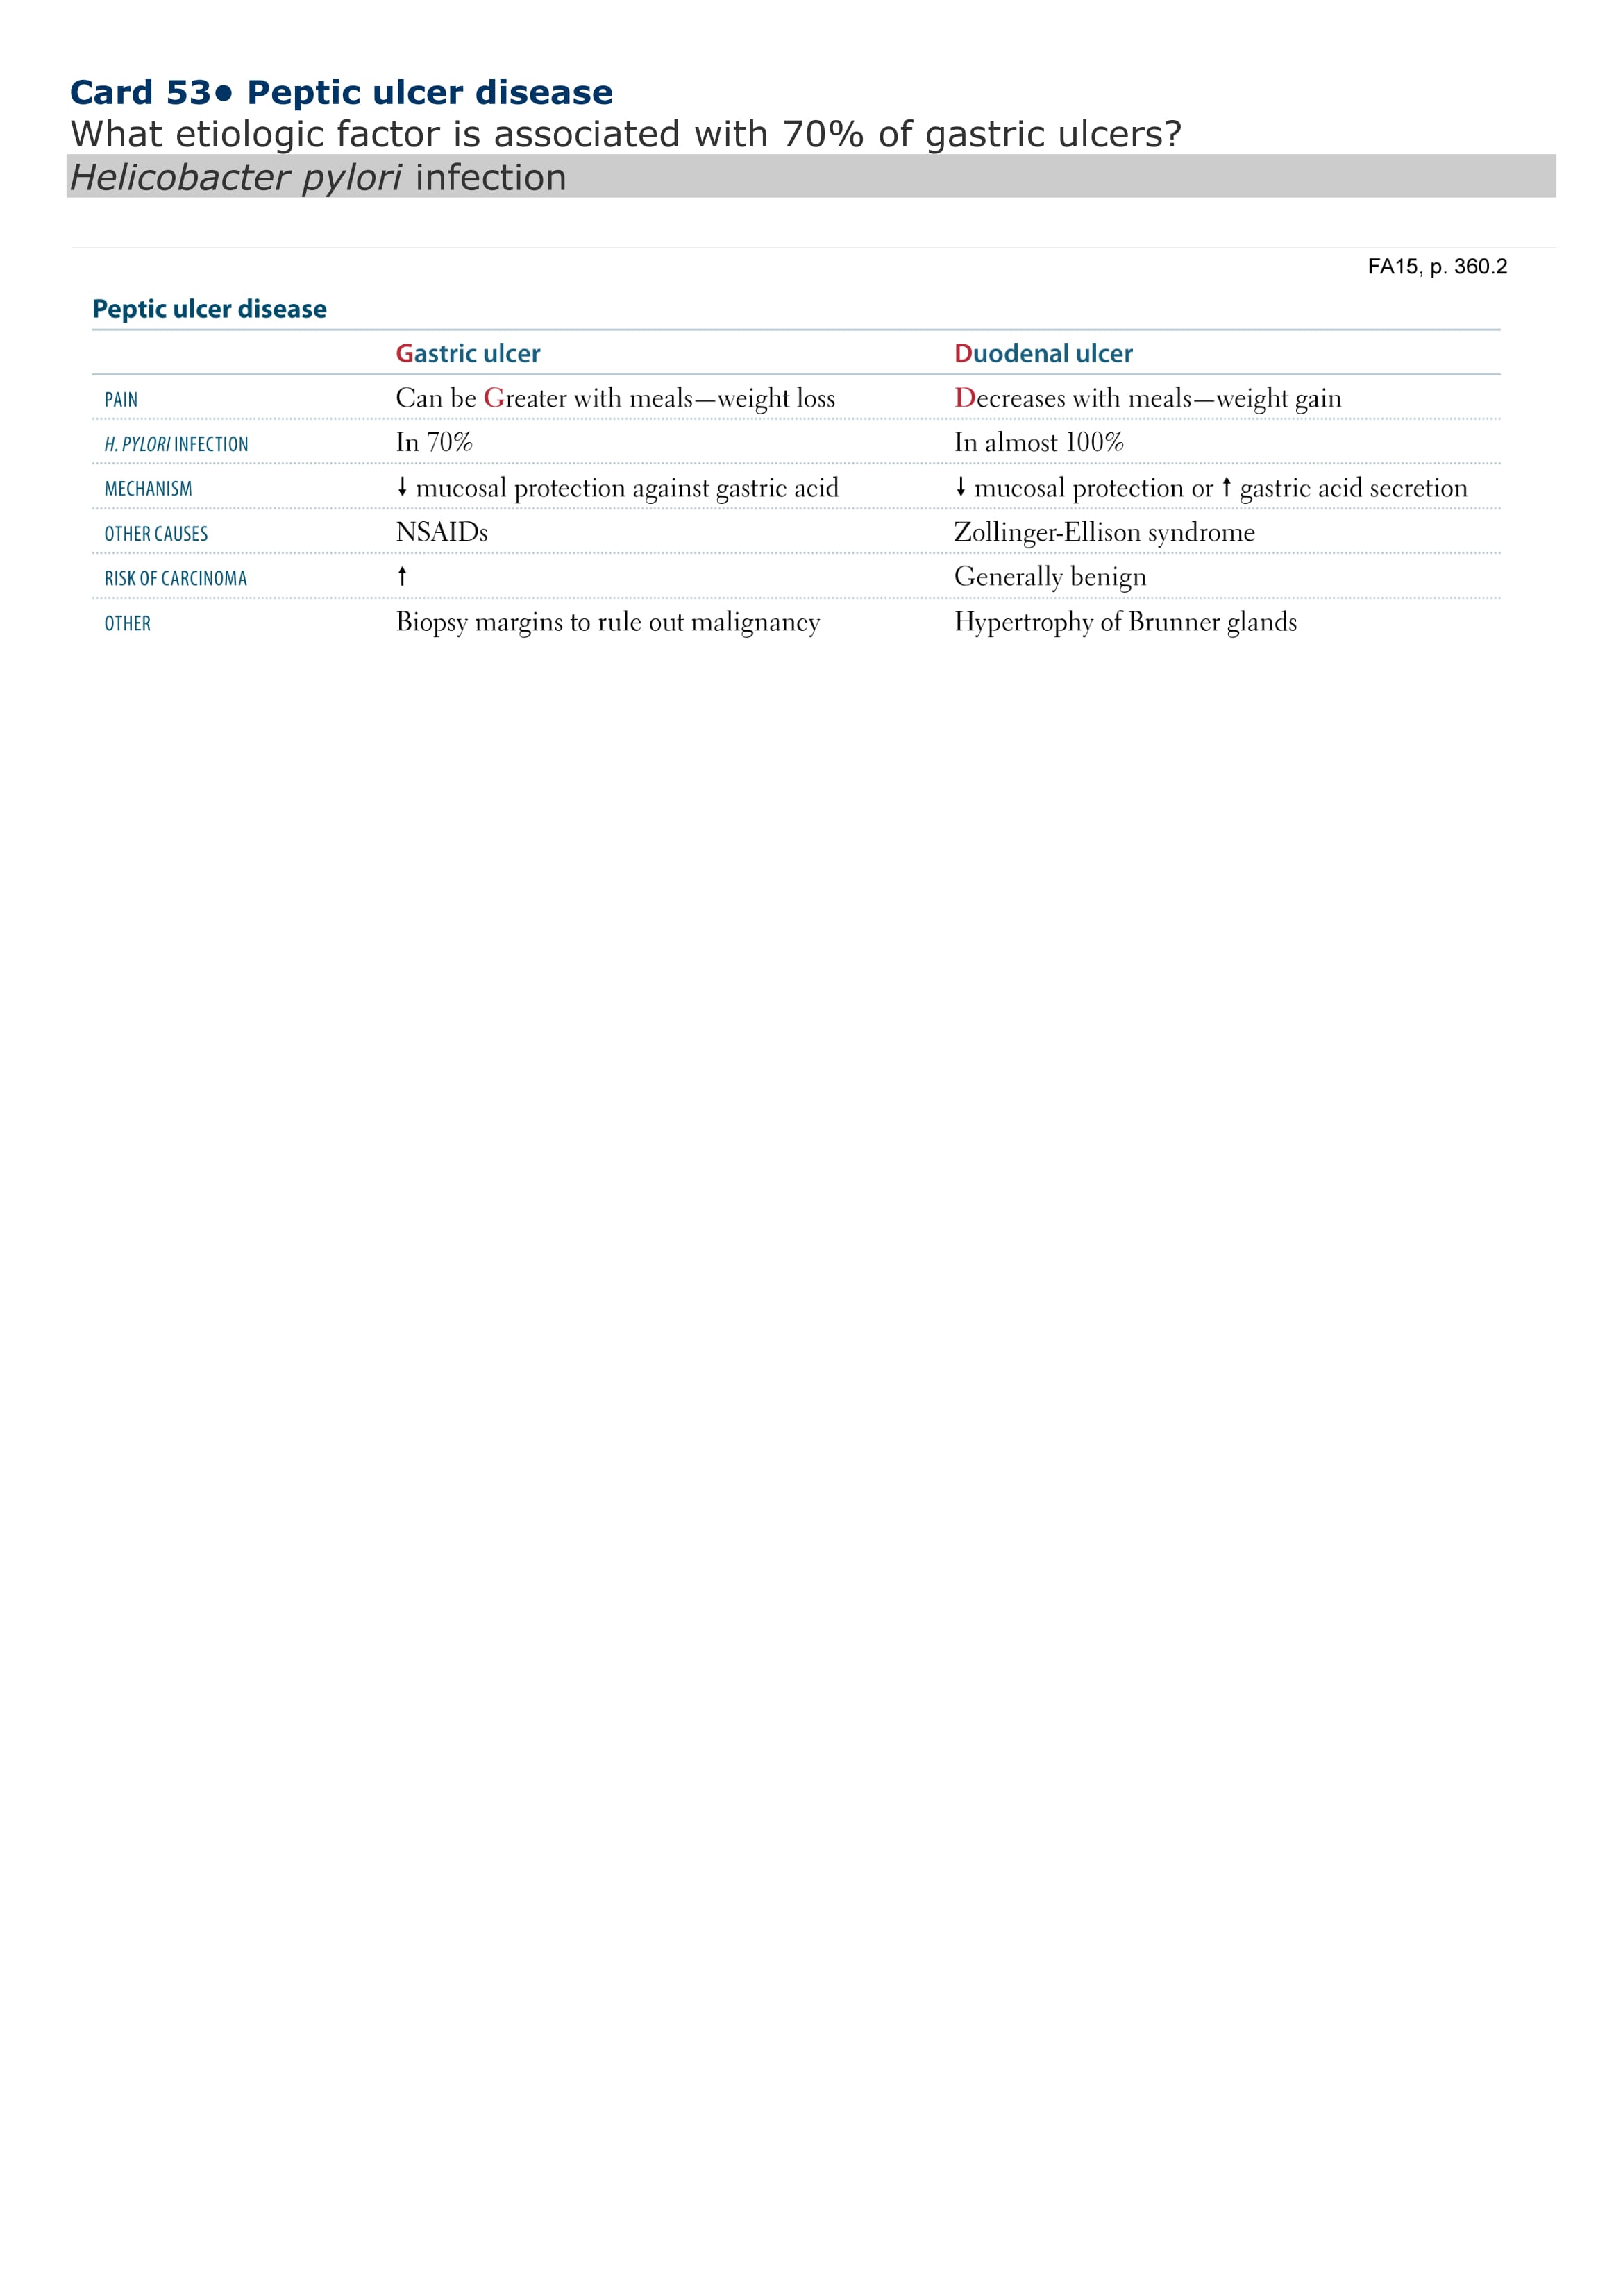 Card 53● Peptic ulcer disease
What etiologic factor is associated with 70% of gastric ulcers?
Helicobacter pylori infection
FA15, p. 360.2
Peptic ulcer disease
Gastric ulcer Duodenal ulcer
PAIN Can be Greater with meals—weight loss Decreases with meals—weight gain
H. PYLORI INFECTION In 70% In almost 100%
MECHANISM ↓ mucosal protection against gastric acid ↓ mucosal protection or ↑ gastric acid secretion
OTHER CAUSES NSAIDs Zollinger-Ellison syndrome
RISK OF CARCINOMA ↑ Generally benign
OTHER Biopsy margins to rule out malignancy Hypertrophy of Brunner glands